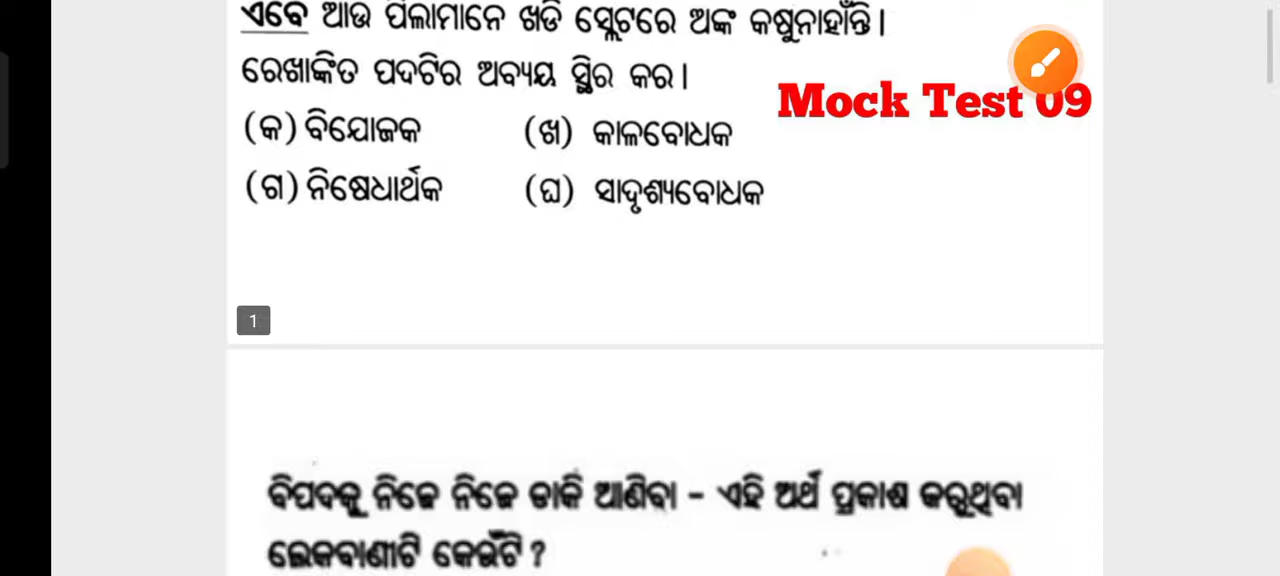 ଏବେ ଆଉ ପିଲାମାନେ ଖଡି ସ୍ଲେଟରେ ଅଙ୍କ କଷୁନାହାଁନ୍ତି।
ରେଖାଙ୍କିତ ପଦଟିର ଅବ୍ୟୟ ସ୍ଥିର କର।
Mock Test 09
(କ) ବିଯୋଜକ (ଖ) କାଳବୋଧକ
(ଗ) ନିଷେଧାର୍ଥକ (ଘ) ସାଦୃଶ୍ୟବୋଧକ
1
ବିପଦକୁ ନିଜେ ନିଜେ ଡାକି ଆଣିବା - ଏହି ଅର୍ଥ ପ୍ରକାଶ କରୁଥିବା
ଲୋକବାଣୀଟି କେଉଁଟି ?